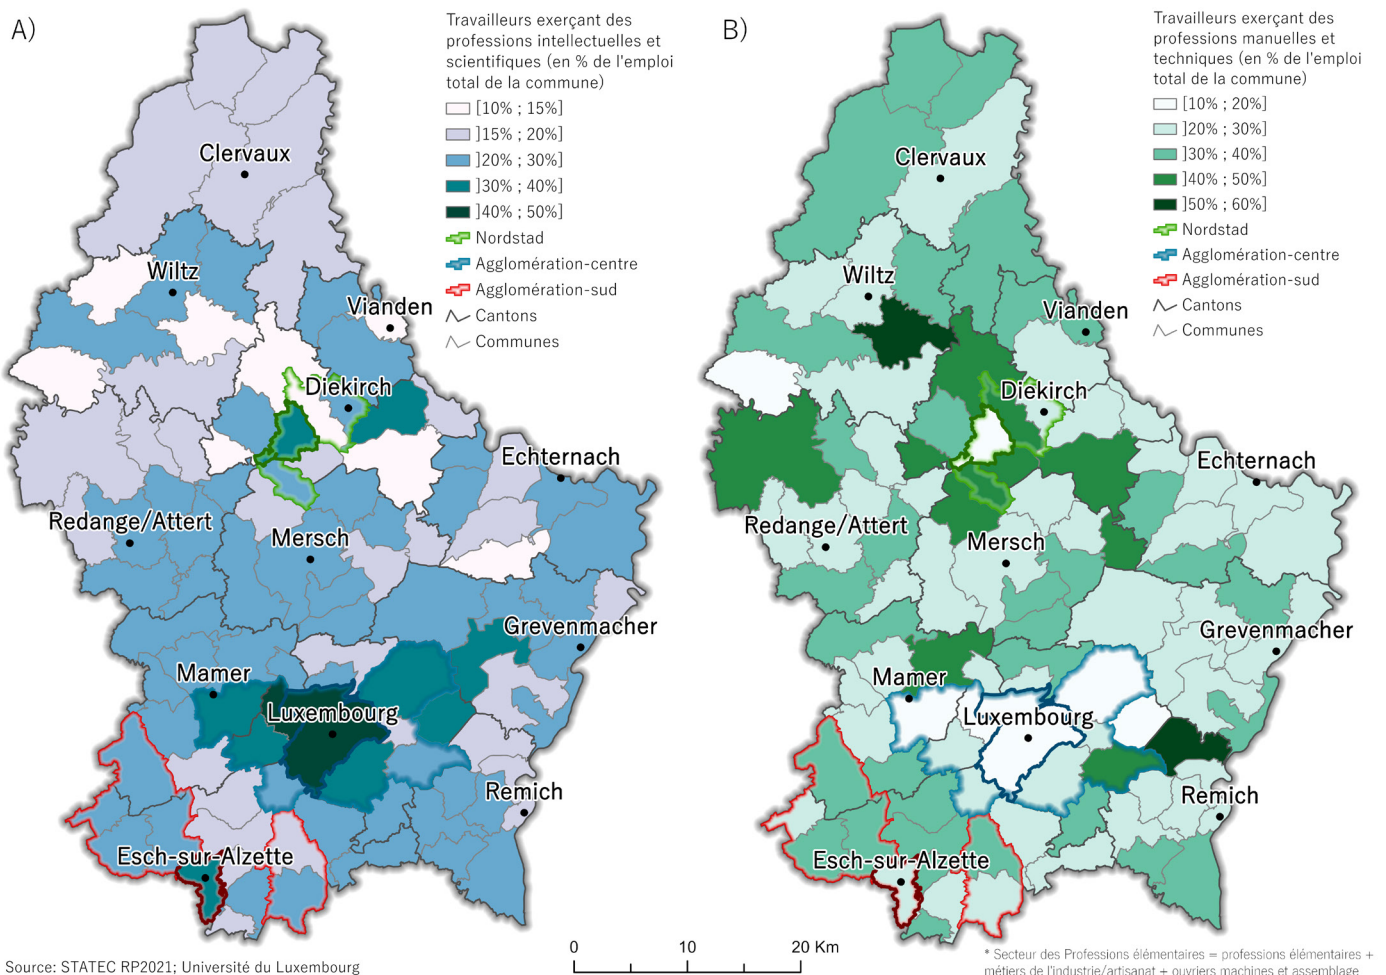 A)
Travailleurs exerçant des
professions intellectuelles et
scientifiques (en % de l'emploi
total de la commune)
[10% ; 15%]
]15% ; 20%]
]20% ; 30%]
]30% ; 40%]
]40% ; 50%]
Nordstad
Agglomération-centre
Agglomération-sud
Cantons
Communes
Clervaux
Wiltz
Vianden
Diekirch
Echternach
Redange/Attert
Mersch
Grevenmacher
Mamer
Luxembourg
Remich
Esch-sur-Alzette
B)
Travailleurs exerçant des
professions manuelles et
techniques (en % de l'emploi
total de la commune)
[10% ; 20%]
]20% ; 30%]
]30% ; 40%]
]40% ; 50%]
]50% ; 60%]
Nordstad
Agglomération-centre
Agglomération-sud
Cantons
Communes
Clervaux
Wiltz
Vianden
Diekirch
Echternach
Redange/Attert
Mersch
Grevenmacher
Mamer
Luxembourg
Remich
Esch-sur-Alzette
0 10 20 Km
Source: STATEC RP2021; Université du Luxembourg
* Secteur des Professions élémentaires = professions élémentaires +
métiers de l'industrie/artisanat + ouvriers machines et assemblage